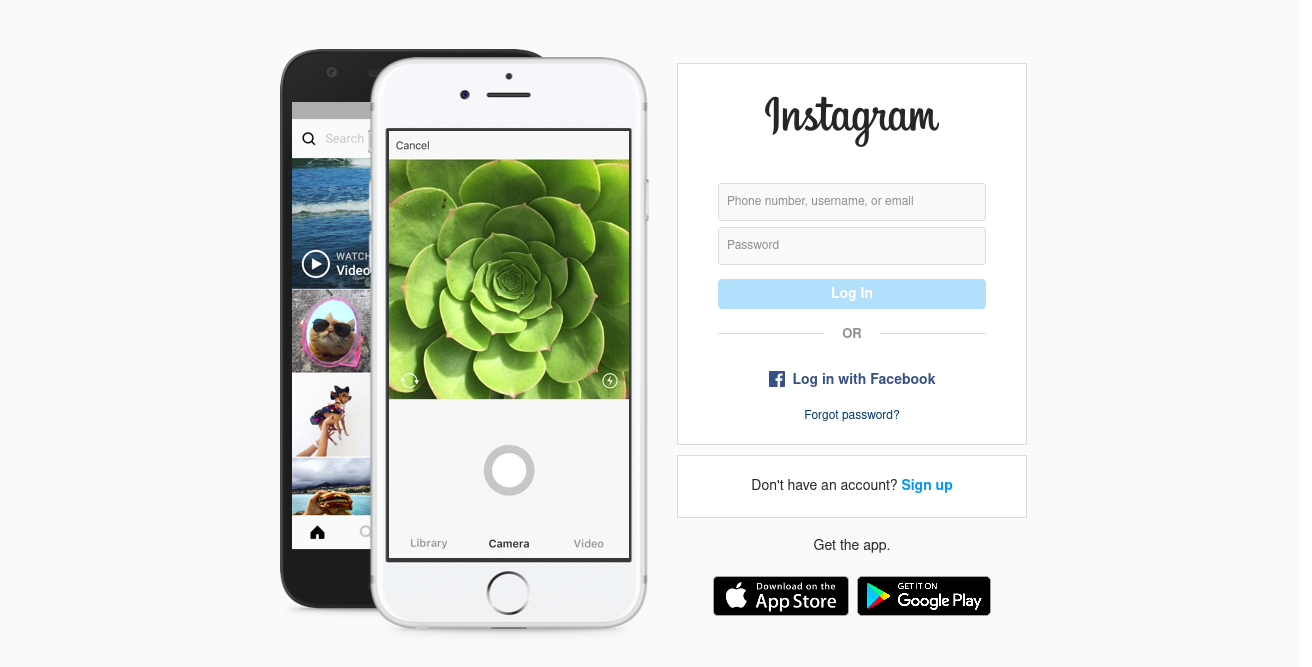 Search
WATCH
Video
Cancel
Library Camera Video
Instagram
Phone number, username, or email
Password
Log In
OR
Log in with Facebook
Forgot password?
Don't have an account? Sign up
Get the app.
Download on the
App Store
GET IT ON
Google Play